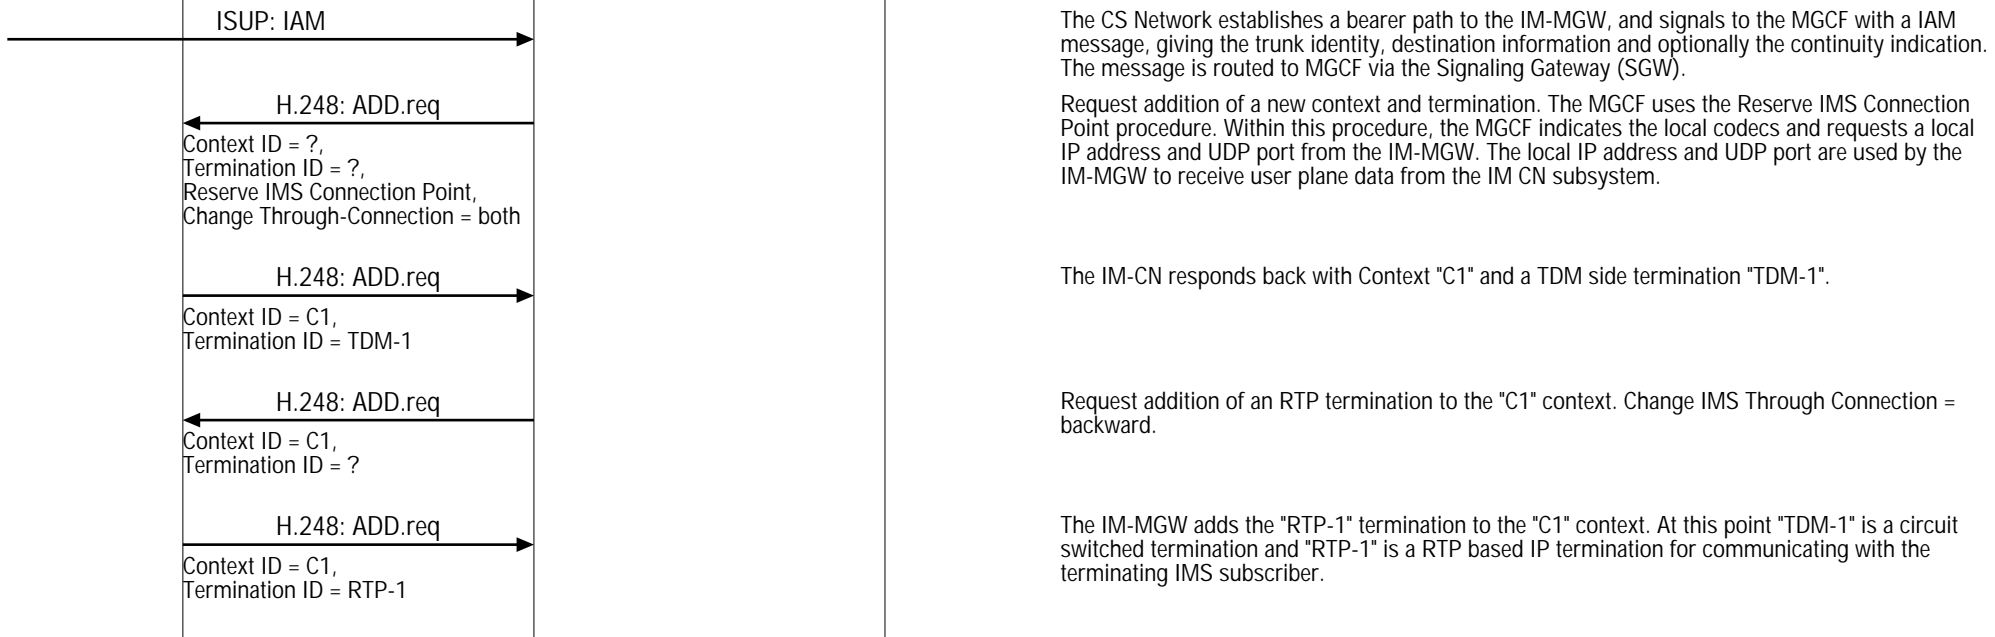 ISUP: IAM
The CS Network establishes a bearer path to the IM-MGW, and signals to the MGCF with a IAM
message, giving the trunk identity, destination information and optionally the continuity indication.
The message is routed to MGCF via the Signaling Gateway (SGW).
H.248: ADD.req
Context ID = ?,
Termination ID = ?,
Reserve IMS Connection Point,
Change Through-Connection = both
Request addition of a new context and termination. The MGCF uses the Reserve IMS Connection
Point procedure. Within this procedure, the MGCF indicates the local codecs and requests a local
IP address and UDP port from the IM-MGW. The local IP address and UDP port are used by the
IM-MGW to receive user plane data from the IM CN subsystem.
H.248: ADD.req
Context ID = C1,
Termination ID = TDM-1
The IM-CN responds back with Context "C1" and a TDM side termination "TDM-1".
H.248: ADD.req
Context ID = C1,
Termination ID = ?
Request addition of an RTP termination to the "C1" context. Change IMS Through Connection =
backward.
H.248: ADD.req
Context ID = C1,
Termination ID = RTP-1
The IM-MGW adds the "RTP-1" termination to the "C1" context. At this point "TDM-1" is a circuit
switched termination and "RTP-1" is a RTP based IP termination for communicating with the
terminating IMS subscriber.